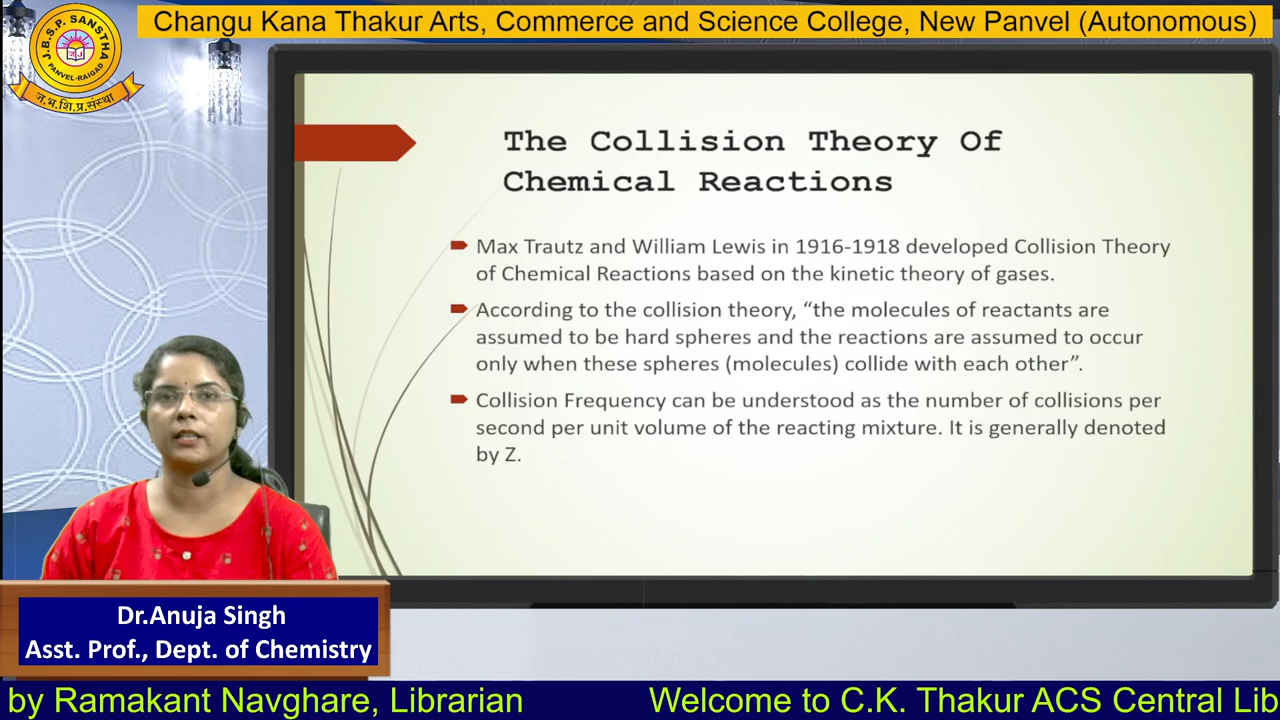 Changu Kana Thakur Arts, Commerce and Science College, New Panvel (Autonomous)
J.B.S.P. SANSTHA
PANVEL-RAIGAD
ज.भ.शि.प्र.संस्था
The Collision Theory Of
Chemical Reactions
Max Trautz and William Lewis in 1916-1918 developed Collision Theory
of Chemical Reactions based on the kinetic theory of gases.
According to the collision theory, “the molecules of reactants are
assumed to be hard spheres and the reactions are assumed to occur
only when these spheres (molecules) collide with each other”.
Collision Frequency can be understood as the number of collisions per
second per unit volume of the reacting mixture. It is generally denoted
by Z.
Dr.Anuja Singh
Asst. Prof., Dept. of Chemistry
by Ramakant Navghare, Librarian Welcome to C.K. Thakur ACS Central Lib